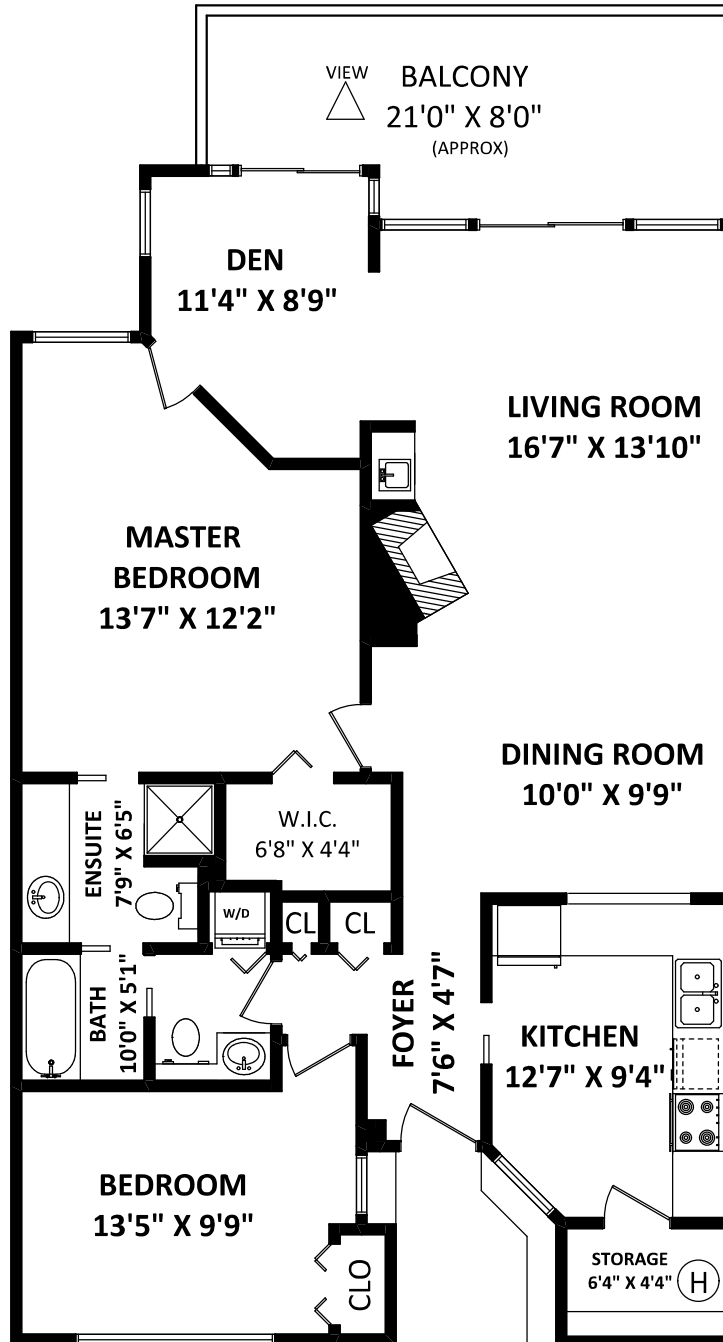 VIEW
BALCONY
21'0" X 8'0"
(APPROX)
DEN
11'4" X 8'9"
LIVING ROOM
16'7" X 13'10"
MASTER
BEDROOM
13'7" X 12'2"
DINING ROOM
10'0" X 9'9"
ENSUITE
7'9" X 6'5"
W.I.C.
6'8" X 4'4"
W/D
CL
CL
BATH
10'0" X 5'1"
FOYER
7'6" X 4'7"
KITCHEN
12'7" X 9'4"
BEDROOM
13'5" X 9'9"
CLO
STORAGE
6'4" X 4'4"
H